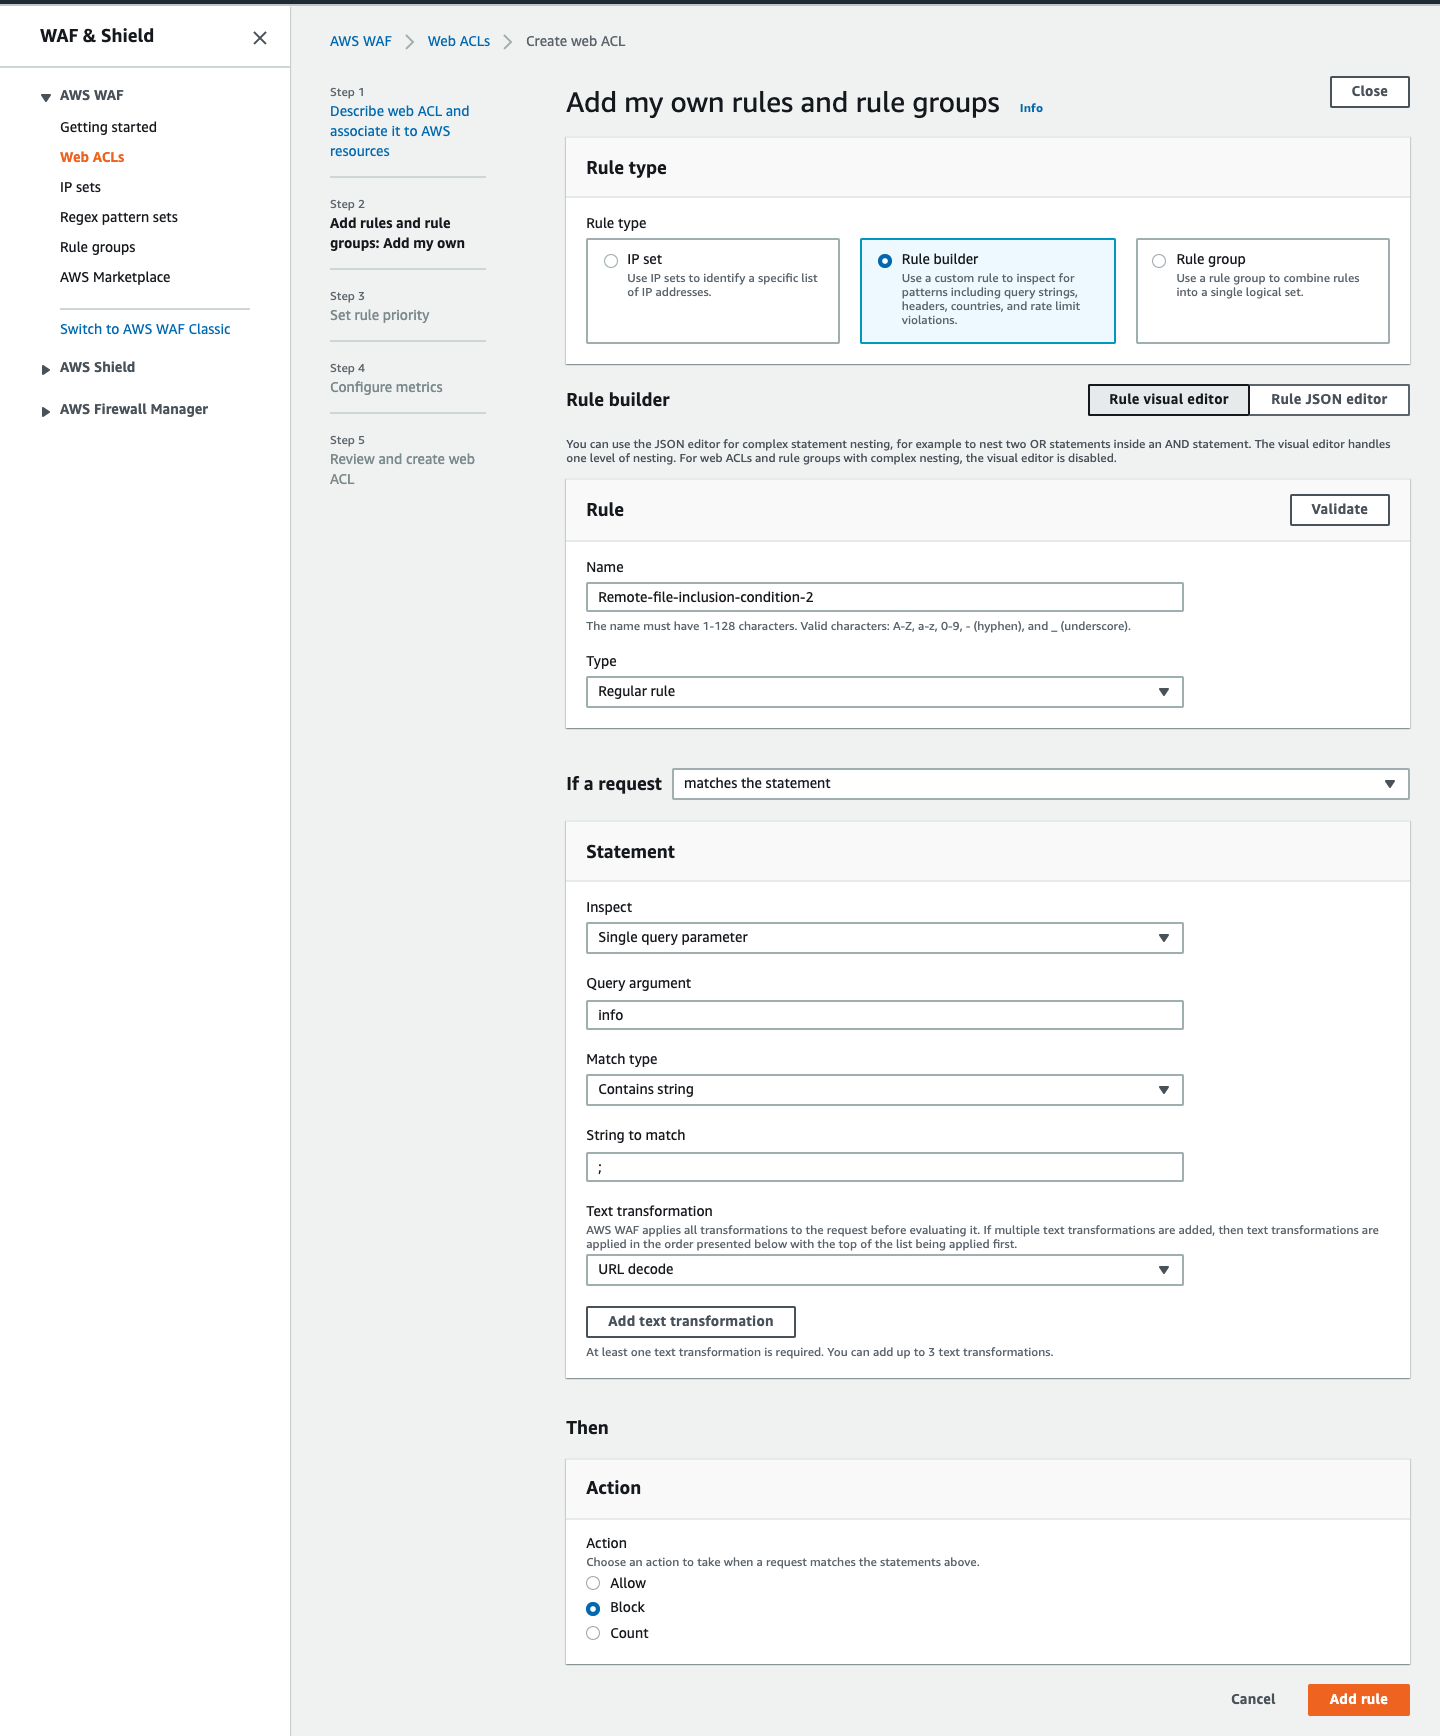 WAF & Shield
AWS WAF
Getting started
Web ACLs
IP sets
Regex pattern sets
Rule groups
AWS Marketplace
Switch to AWS WAF Classic
AWS Shield
AWS Firewall Manager
AWS WAF
Web ACLs
Create web ACL
Step 1
Describe web ACL and
associate it to AWS
resources
Step 2
Add rules and rule
groups: Add my own
Step 3
Set rule priority
Step 4
Configure metrics
Step 5
Review and create web
ACL
Add my own rules and rule groups Info
Close
Rule type
Rule type
IP set
Use IP sets to identify a specific list
of IP addresses.
Rule builder
Use a custom rule to inspect for
patterns including query strings,
headers, countries, and rate limit
violations.
Rule group
Use a rule group to combine rules
into a single logical set.
Rule builder
Rule visual editor
Rule JSON editor
You can use the JSON editor for complex statement nesting, for example to nest two OR statements inside an AND statement. The visual editor handles
one level of nesting. For web ACLs and rule groups with complex nesting, the visual editor is disabled.
Rule
Validate
Name
Remote-file-inclusion-condition-2
The name must have 1-128 characters. Valid characters: A-Z, a-z, 0-9, - (hyphen), and _ (underscore).
Type
Regular rule
If a request matches the statement
Statement
Inspect
Single query parameter
Query argument
info
Match type
Contains string
String to match
;
Text transformation
AWS WAF applies all transformations to the request before evaluating it. If multiple text transformations are added, then text transformations are
applied in the order presented below with the top of the list being applied first.
URL decode
Add text transformation
At least one text transformation is required. You can add up to 3 text transformations.
Then
Action
Action
Choose an action to take when a request matches the statements above.
Allow
Block
Count
Cancel
Add rule